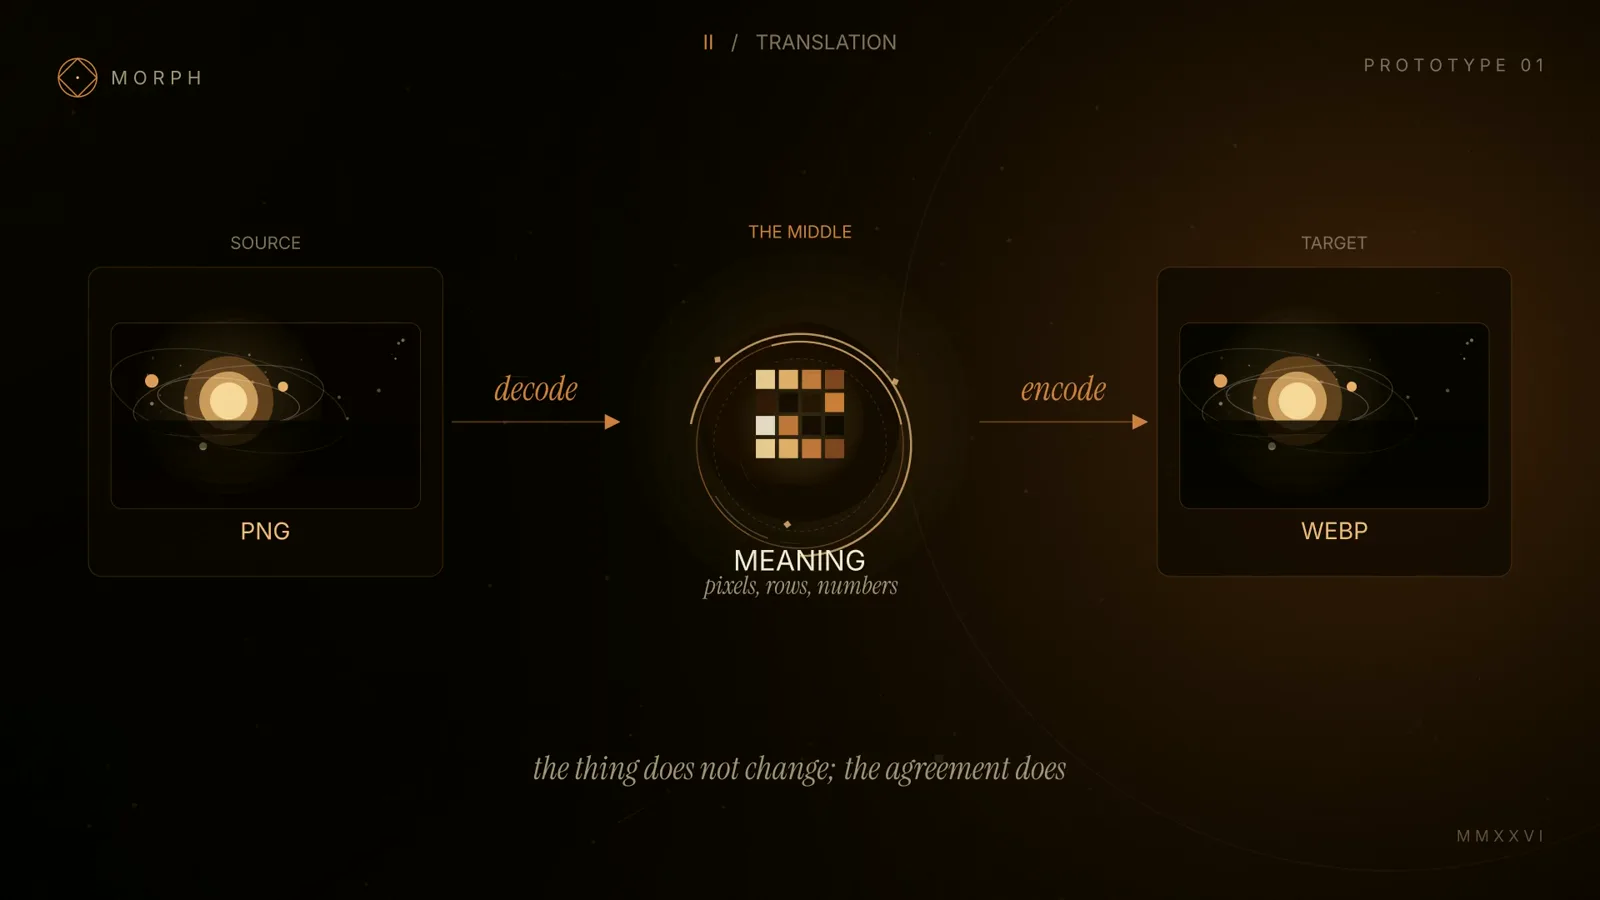 II / TRANSLATION
MORPH
PROTOTYPE 01
SOURCE
THE MIDDLE
TARGET
decode
encode
PNG
MEANING
pixels, rows, numbers
WEBP
the thing does not change; the agreement does
MMXXVI